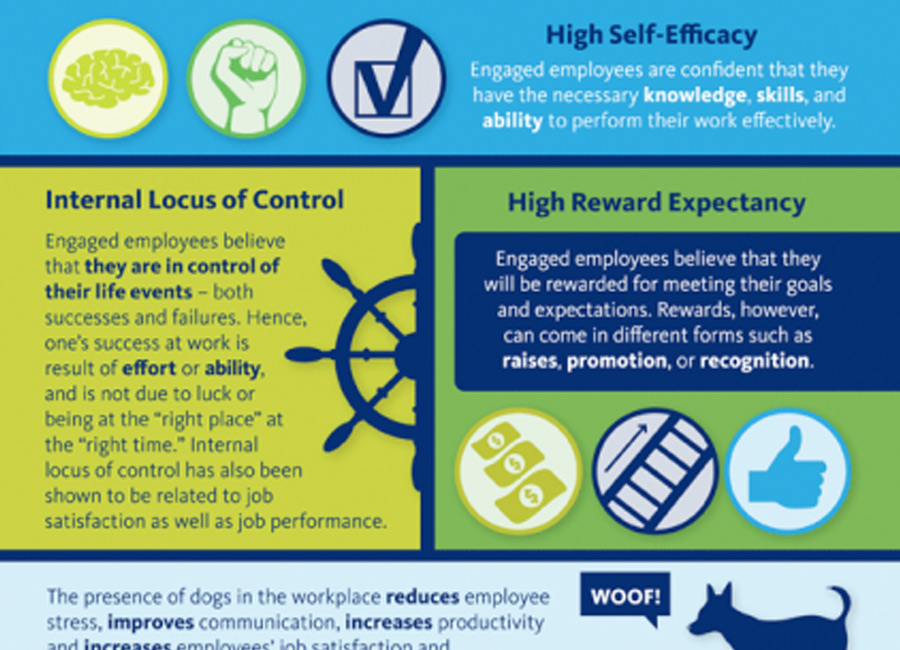 High Self-Efficacy
Engaged employees are confident that they
have the necessary knowledge, skills, and
ability to perform their work effectively.
Internal Locus of Control
Engaged employees believe
that they are in control of
their life events – both
successes and failures. Hence,
one's success at work is
result of effort or ability,
and is not due to luck or
being at the "right place" at
the "right time." Internal
locus of control has also been
shown to be related to job
satisfaction as well as job performance.
High Reward Expectancy
Engaged employees believe that they
will be rewarded for meeting their goals
and expectations. Rewards, however,
can come in different forms such as
raises, promotion, or recognition.
The presence of dogs in the workplace reduces employee
stress, improves communication, increases productivity
and increases employees' job satisfaction and
WOOF!